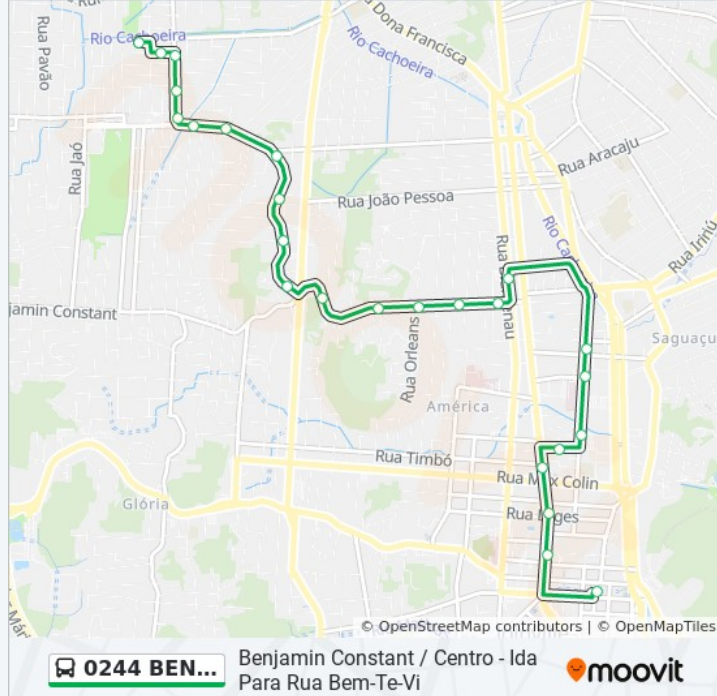 Rua Dona Francisca
Rio Cachoeira
Rio Cachoeira
Rua Pavão
Rua Jaó
Rua Aracaju
Rua João Pessoa
Rio Ca
Rua Iririú
jamin Constant
enau
Rua Orleans
Saguaçu
América
Rua Timbó
Rua M x Colin
Glória
Rua ages
© OpenStreetMap contributors | © OpenMapTiles
0244 BEN...
Benjamin Constant / Centro - Ida
Para Rua Bem-Te-Vi
moovit